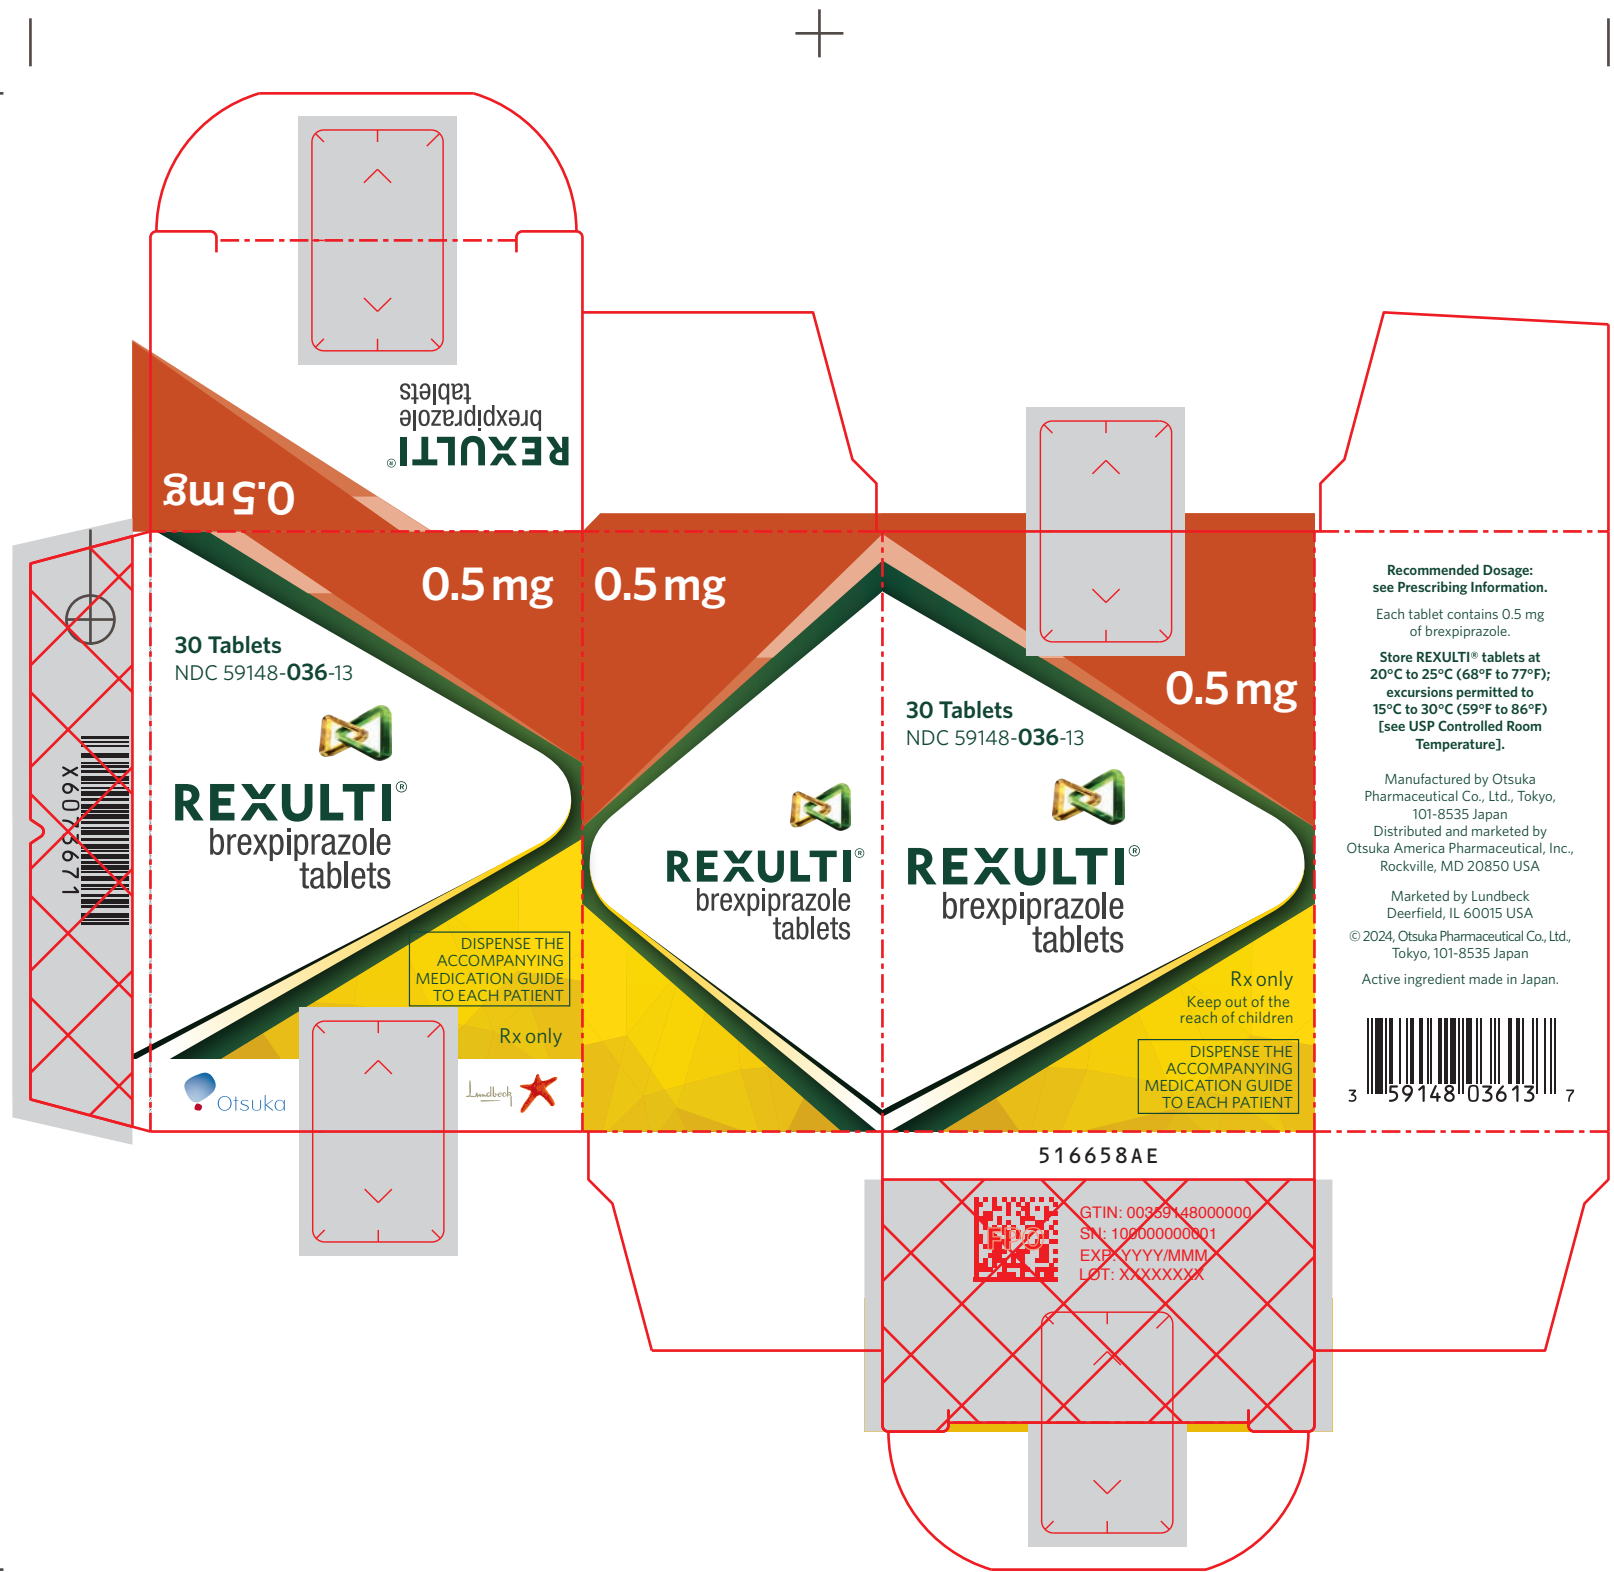 REXULTI®
brexpiprazole
tablets
0.5 mg
X6073671
0.5 mg
30 Tablets
NDC 59148-036-13
REXULTI®
brexpiprazole
tablets
DISPENSE THE
ACCOMPANYING
MEDICATION GUIDE
TO EACH PATIENT
Rx only
Otsuka
Lundbeck
0.5 mg
REXULTI®
brexpiprazole
tablets
0.5 mg
30 Tablets
NDC 59148-036-13
REXULTI®
brexpiprazole
tablets
Rx only
Keep out of the
reach of children
DISPENSE THE
ACCOMPANYING
MEDICATION GUIDE
TO EACH PATIENT
Recommended Dosage:
see Prescribing Information.
Each tablet contains 0.5 mg
of brexpiprazole.
Store REXULTI® tablets at
20°C to 25°C (68°F to 77°F);
excursions permitted to
15°C to 30°C (59°F to 86°F)
[see USP Controlled Room
Temperature].
Manufactured by Otsuka
Pharmaceutical Co., Ltd., Tokyo,
101-8535 Japan
Distributed and marketed by
Otsuka America Pharmaceutical, Inc.,
Rockville, MD 20850 USA
Marketed by Lundbeck
Deerfield, IL 60015 USA
© 2024, Otsuka Pharmaceutical Co., Ltd.,
Tokyo, 101-8535 Japan
Active ingredient made in Japan.
3 59148 03613 7
516658AE
FPO
GTIN: 00359148000000
SN: 100000000001
EXP: YYYY/MMM
LOT: XXXXXXXX